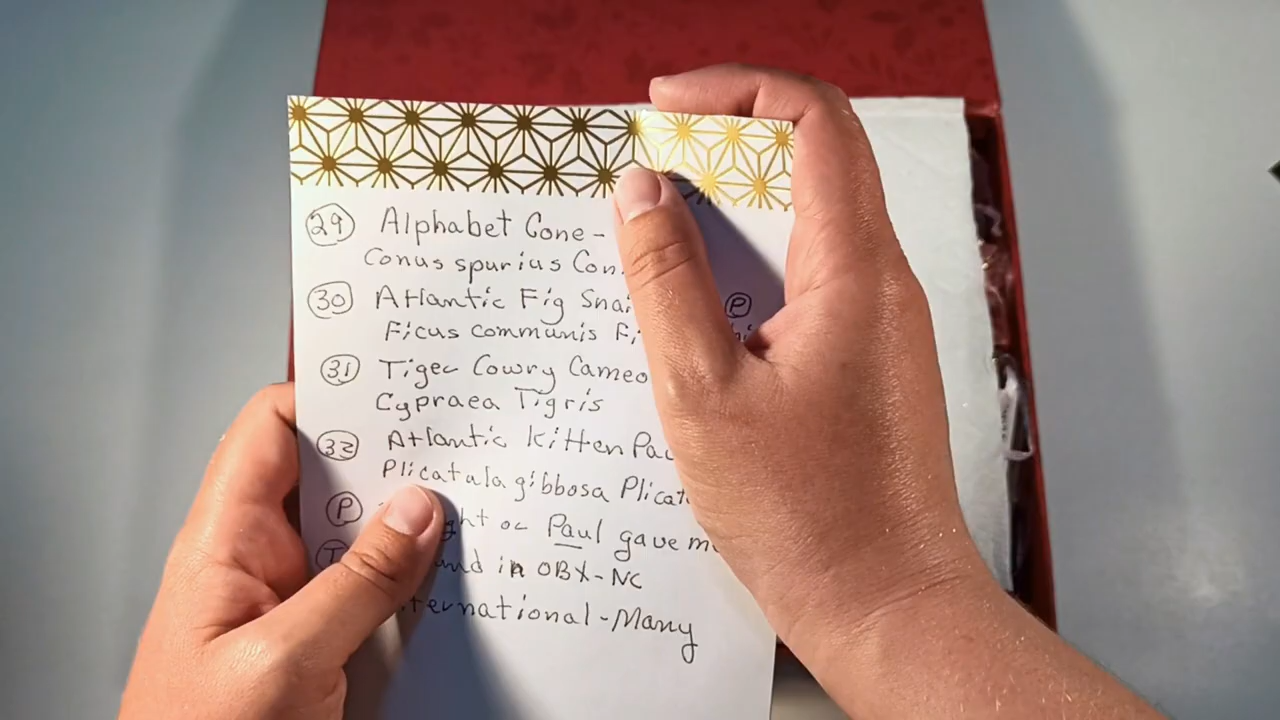 29 Alphabet Cone -
Conus spurius Con
30 Atlantic Fig Snai P
Ficus communis Fi
31 Tiger Cowry Cameo
Cypraea Tigris
32 Atlantic Kitten Pa
Plicatula gibbosa Plicat
P ght or Paul gave m
I und in OBX-NC
ternational-Many